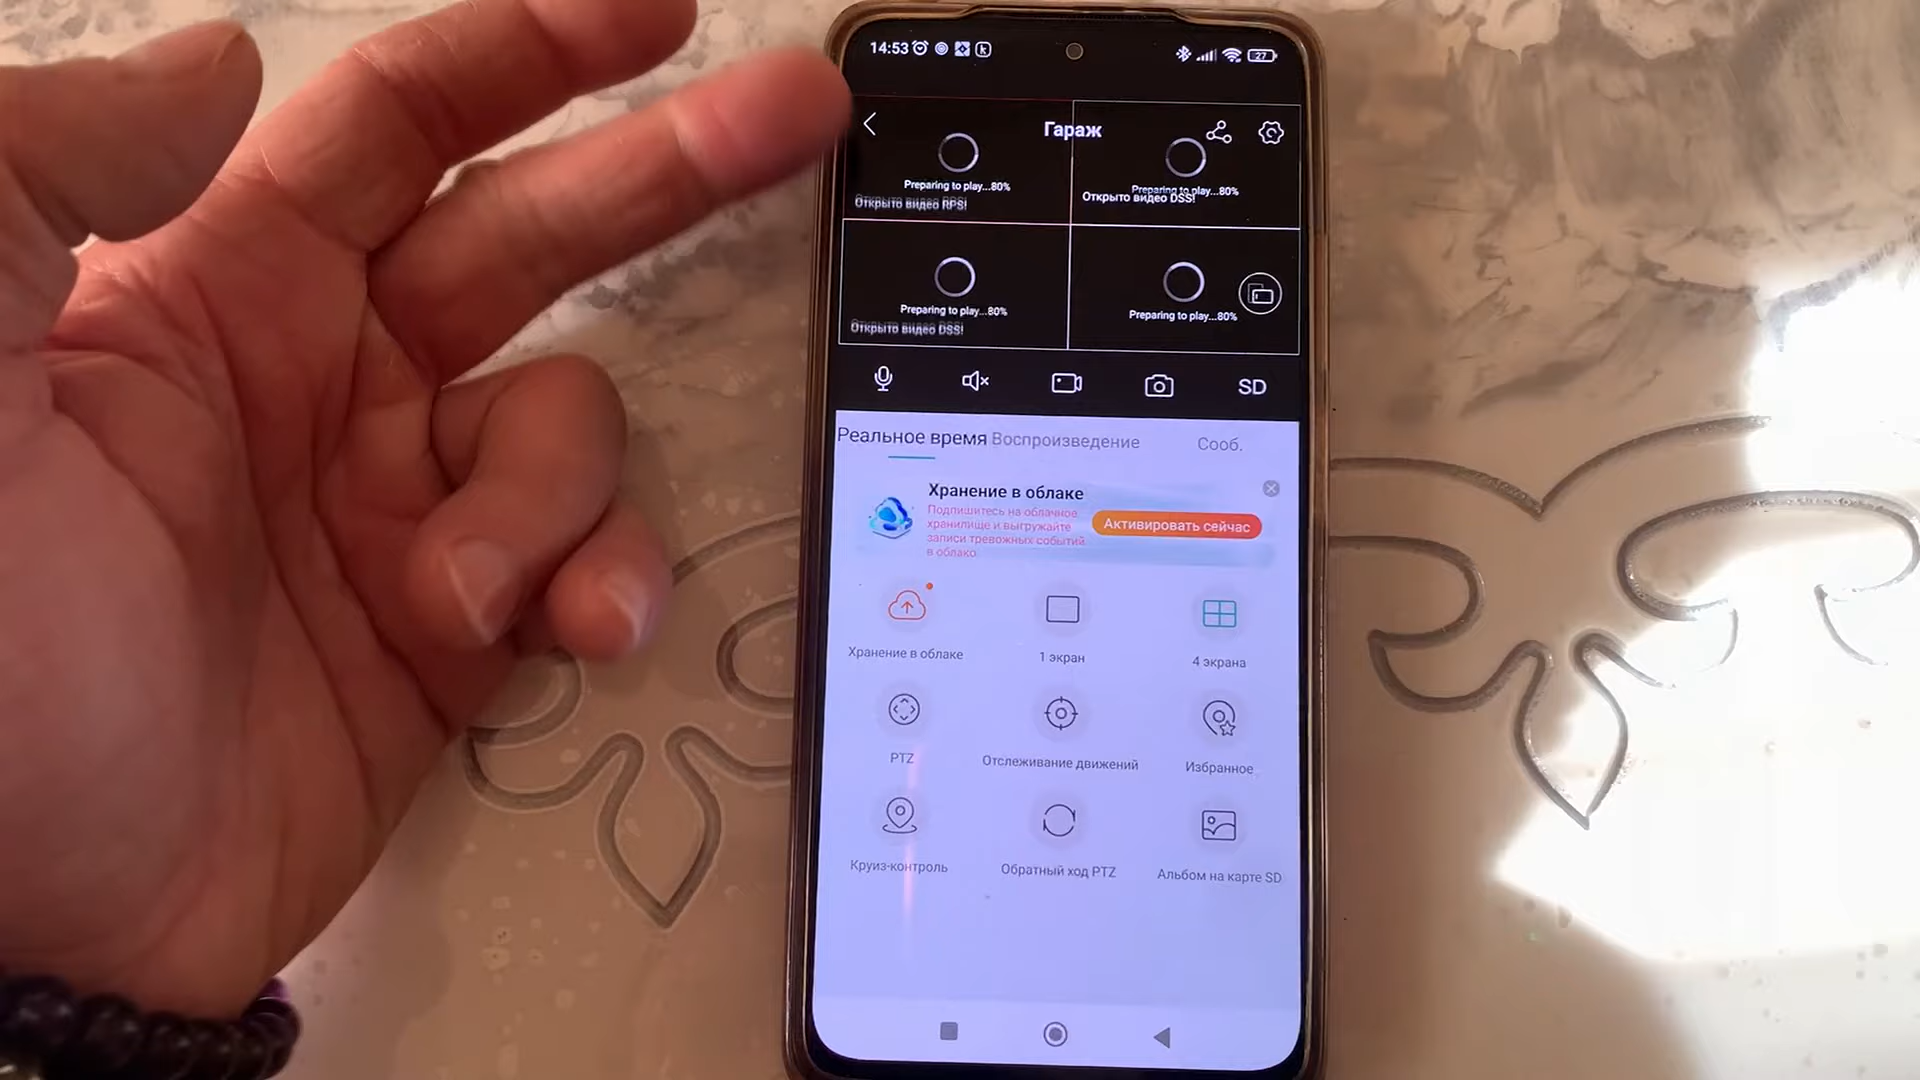 14:53
27
Гараж
Preparing to play...80%
Открыто видео RPS!
Preparing to play...80%
Открыто видео DSS!
Preparing to play...80%
Открыто видео DSS!
Preparing to play...80%
SD
Реальное время Воспроизведение Сооб.
Хранение в облаке
Подпишитесь на облачное
хранилище и выгружайте
записи тревожных событий
в облако
Активировать сейчас
Хранение в облаке
1 экран
4 экрана
PTZ
Отслеживание движений
Избранное
Круиз-контроль
Обратный ход PTZ
Альбом на карте SD